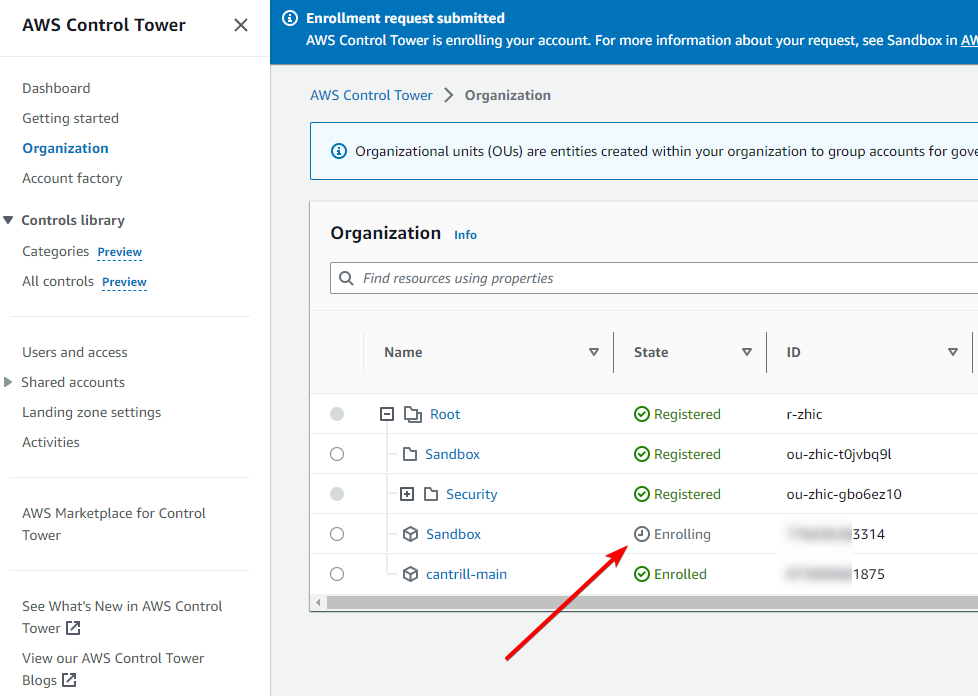 AWS Control Tower
Dashboard
Getting started
Organization
Account factory
Controls library
Categories Preview
All controls Preview
Users and access
Shared accounts
Landing zone settings
Activities
AWS Marketplace for Control
Tower
See What's New in AWS Control
Tower
View our AWS Control Tower
Blogs
Enrollment request submitted
AWS Control Tower is enrolling your account. For more information about your request, see Sandbox in
AWS Control Tower > Organization
Organizational units (OUs) are entities created within your organization to group accounts for
Organization Info
Find resources using properties
Name State ID
Root Registered r-zhic
Sandbox Registered ou-zhic-t0jvbq9l
Security Registered ou-zhic-gbo6ez10
Sandbox Enrolling 3314
cantrill-main Enrolled 1875